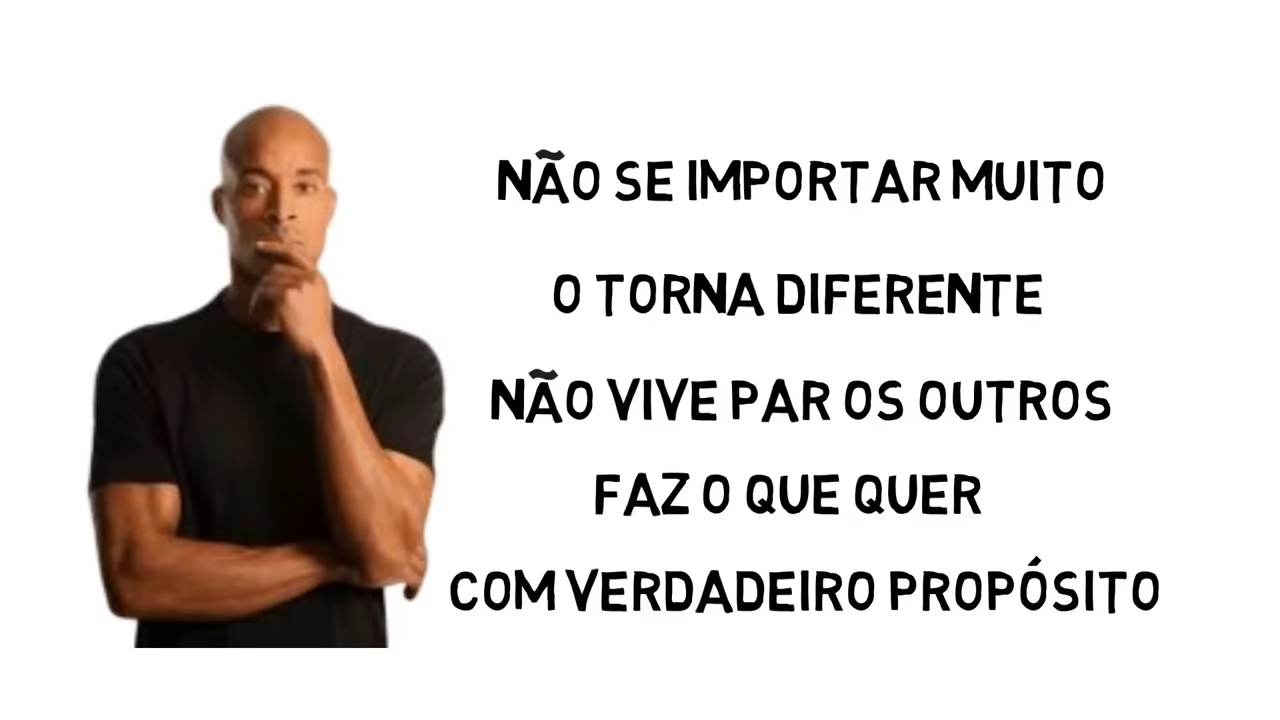 NÃO SE IMPORTAR MUITO
O TORNA DIFERENTE
NÃO VIVE PAR OS OUTROS
FAZ O QUE QUER
COM VERDADEIRO PROPÓSITO